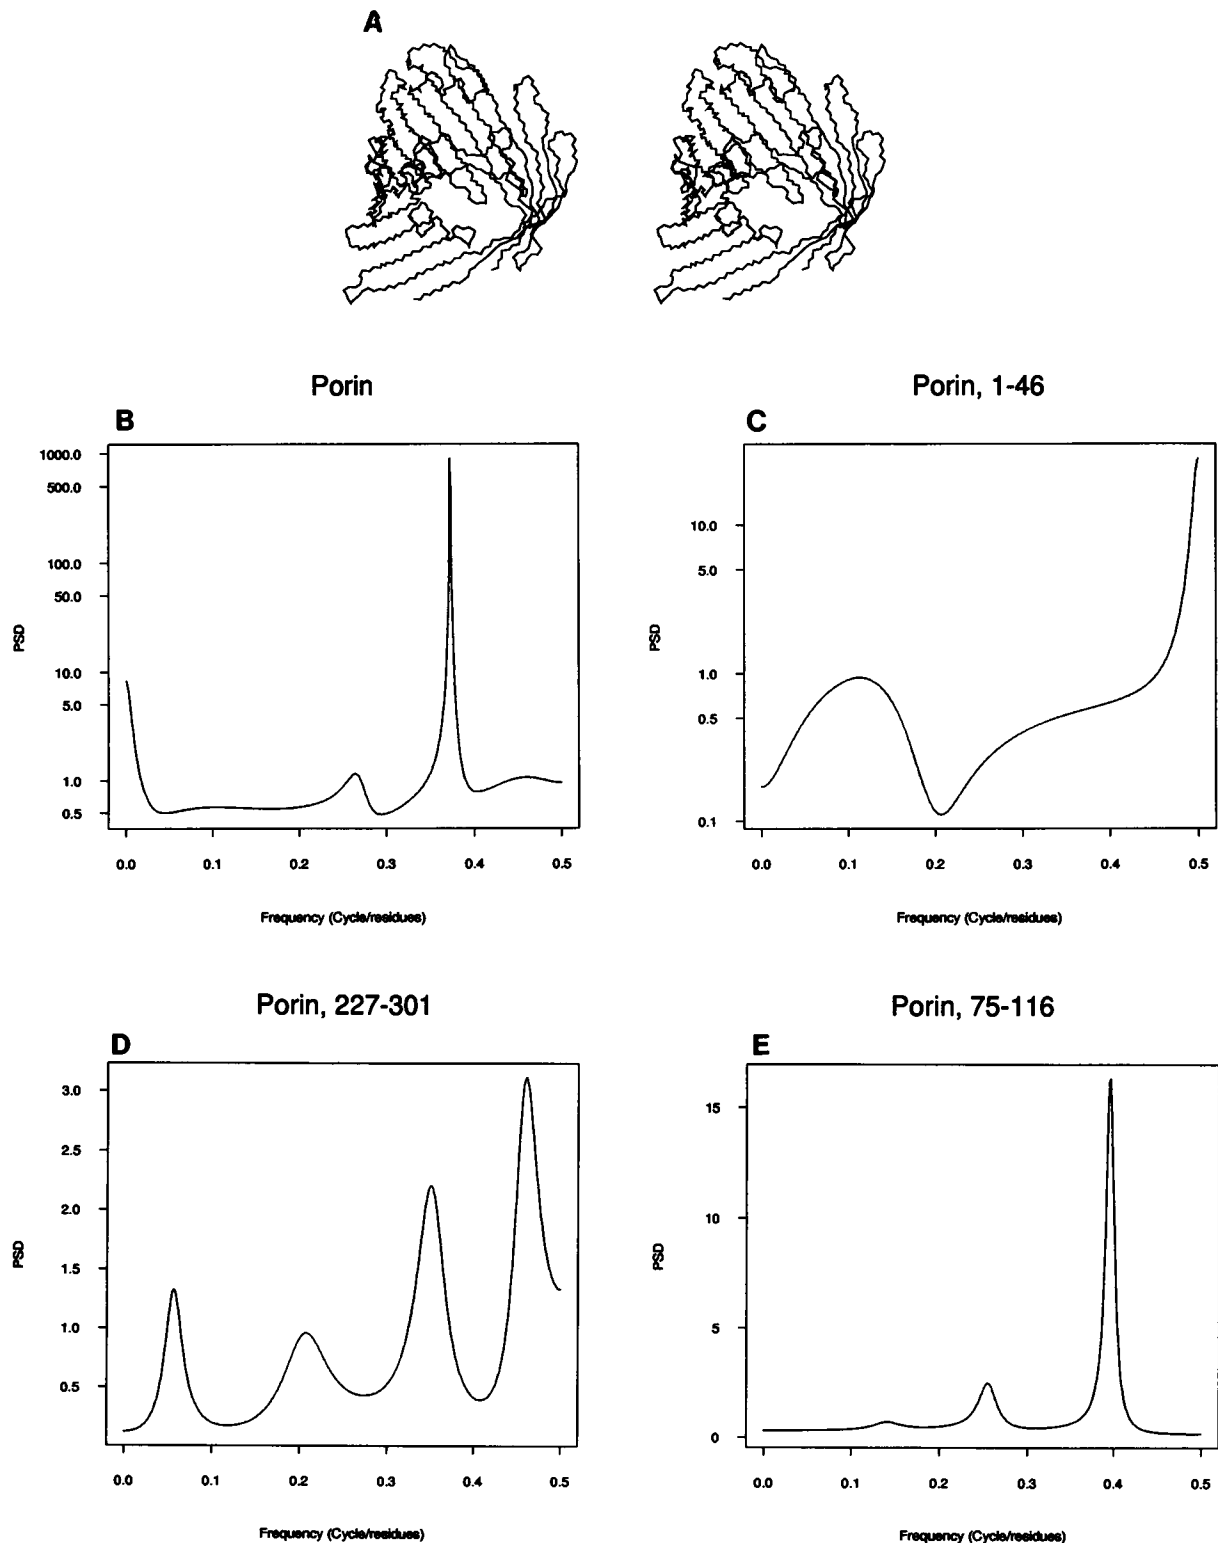 A
Porin
Porin, 1-46
B
C
1000.0
500.0
100.0
50.0
10.0
5.0
1.0
0.5
PSD
0.0 0.1 0.2 0.3 0.4 0.5
Frequency (Cycle/residues)
10.0
5.0
1.0
0.5
0.1
PSD
0.0 0.1 0.2 0.3 0.4 0.5
Frequency (Cycle/residues)
Porin, 227-301
Porin, 75-116
D
E
3.0
2.5
2.0
1.5
1.0
0.5
PSD
0.0 0.1 0.2 0.3 0.4 0.5
Frequency (Cycle/residues)
15
10
5
0
PSD
0.0 0.1 0.2 0.3 0.4 0.5
Frequency (Cycle/residues)